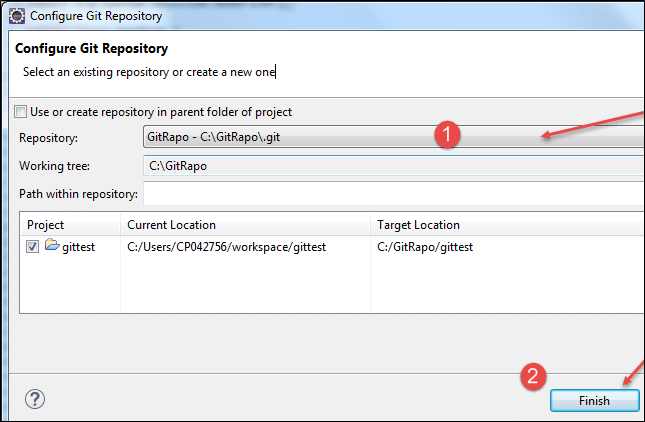 Configure Git Repository
Configure Git Repository
Select an existing repository or create a new one
Use or create repository in parent folder of project
Repository: GitRapo - C:\GitRapo\.git 1
Working tree: C:\GitRapo
Path within repository:
Project Current Location Target Location
gittest C:/Users/CP042756/workspace/gittest C:/GitRapo/gittest
2
? Finish